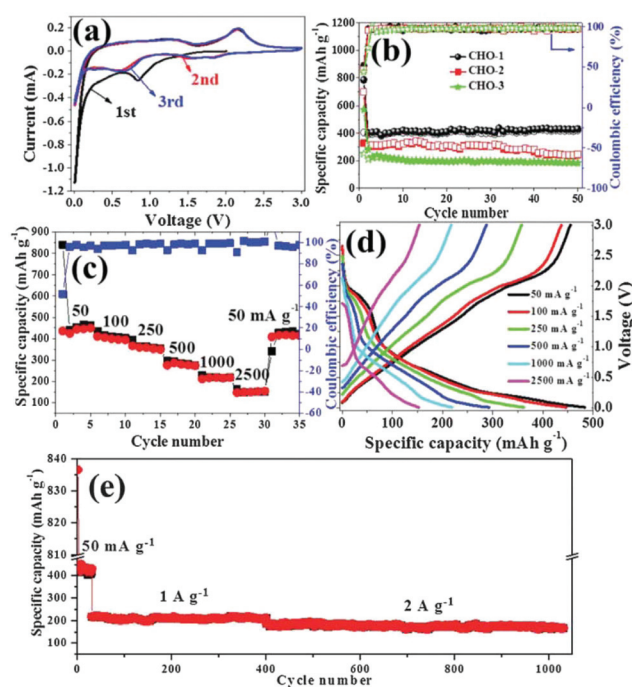 (a)
0.2
0.0
-0.2
-0.4
-0.6
-0.8
-1.0
-1.2
Current (mA)
1st
2nd
3rd
0.0 0.5 1.0 1.5 2.0 2.5 3.0
Voltage (V)
(b)
1200
1000
800
600
400
200
0
Specific capacity (mAh g-1)
CHO-1
CHO-2
CHO-3
100
50
0
-50
-100
Coulombic efficiency (%)
0 10 20 30 40 50
Cycle number
(c)
900
800
700
600
500
400
300
200
100
Specific capacity (mAh g-1)
50
100
250
500
1000
2500
50 mA g-1
100
80
60
40
20
0
-20
-40
-60
Coulombic efficiency (%)
0 5 10 15 20 25 30 35
Cycle number
(d)
3.0
2.5
2.0
1.5
1.0
0.5
0.0
Voltage (V)
50 mA g-1
100 mA g-1
250 mA g-1
500 mA g-1
1000 mA g-1
2500 mA g-1
0 100 200 300 400 500
Specific capacity (mAh g-1)
(e)
840
830
820
810
400
300
200
100
Specific capacity (mAh g-1)
50 mA g-1
1 A g-1
2 A g-1
0 200 400 600 800 1000
Cycle number